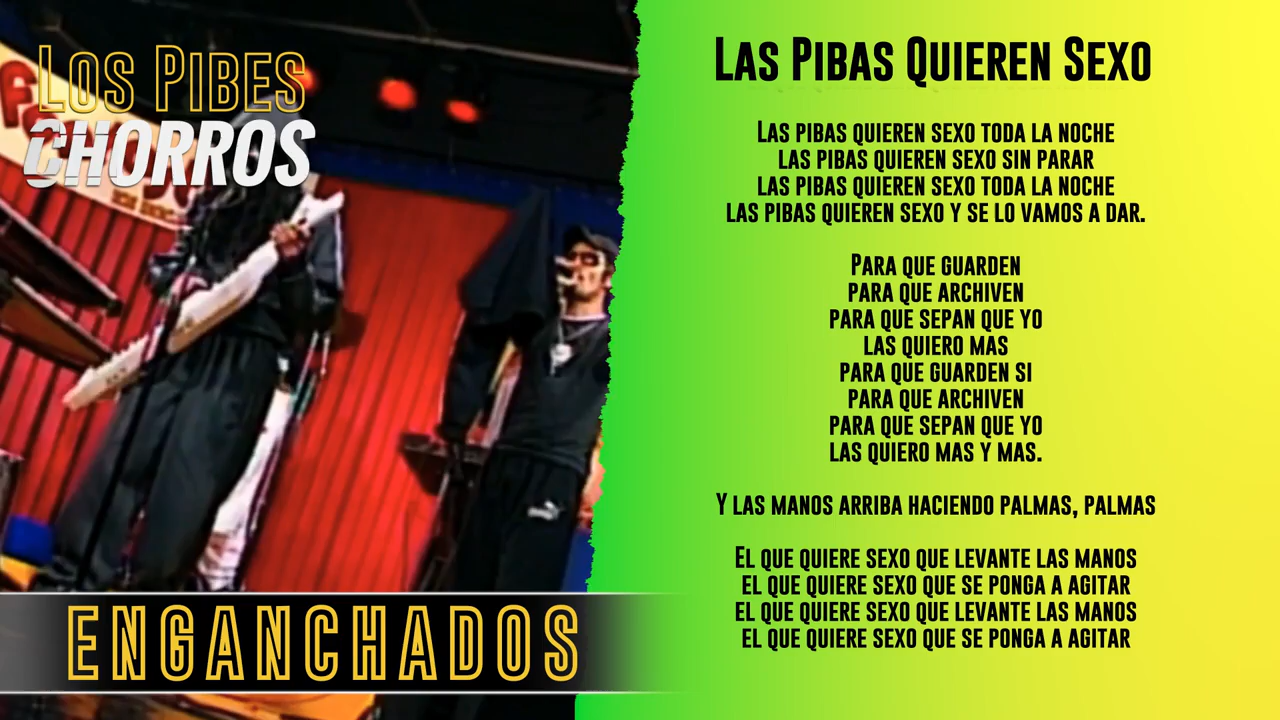 Los Pibes
CHORROS
ENGANCHADOS
Las Pibas Quieren Sexo
Las pibas quieren sexo toda la noche
las pibas quieren sexo sin parar
las pibas quieren sexo toda la noche
las pibas quieren sexo y se lo vamos a dar.
Para que guarden
para que archiven
para que sepan que yo
las quiero mas
para que guarden si
para que archiven
para que sepan que yo
las quiero mas y mas.
Y las manos arriba haciendo palmas, palmas
El que quiere sexo que levante las manos
el que quiere sexo que se ponga a agitar
el que quiere sexo que levante las manos
el que quiere sexo que se ponga a agitar